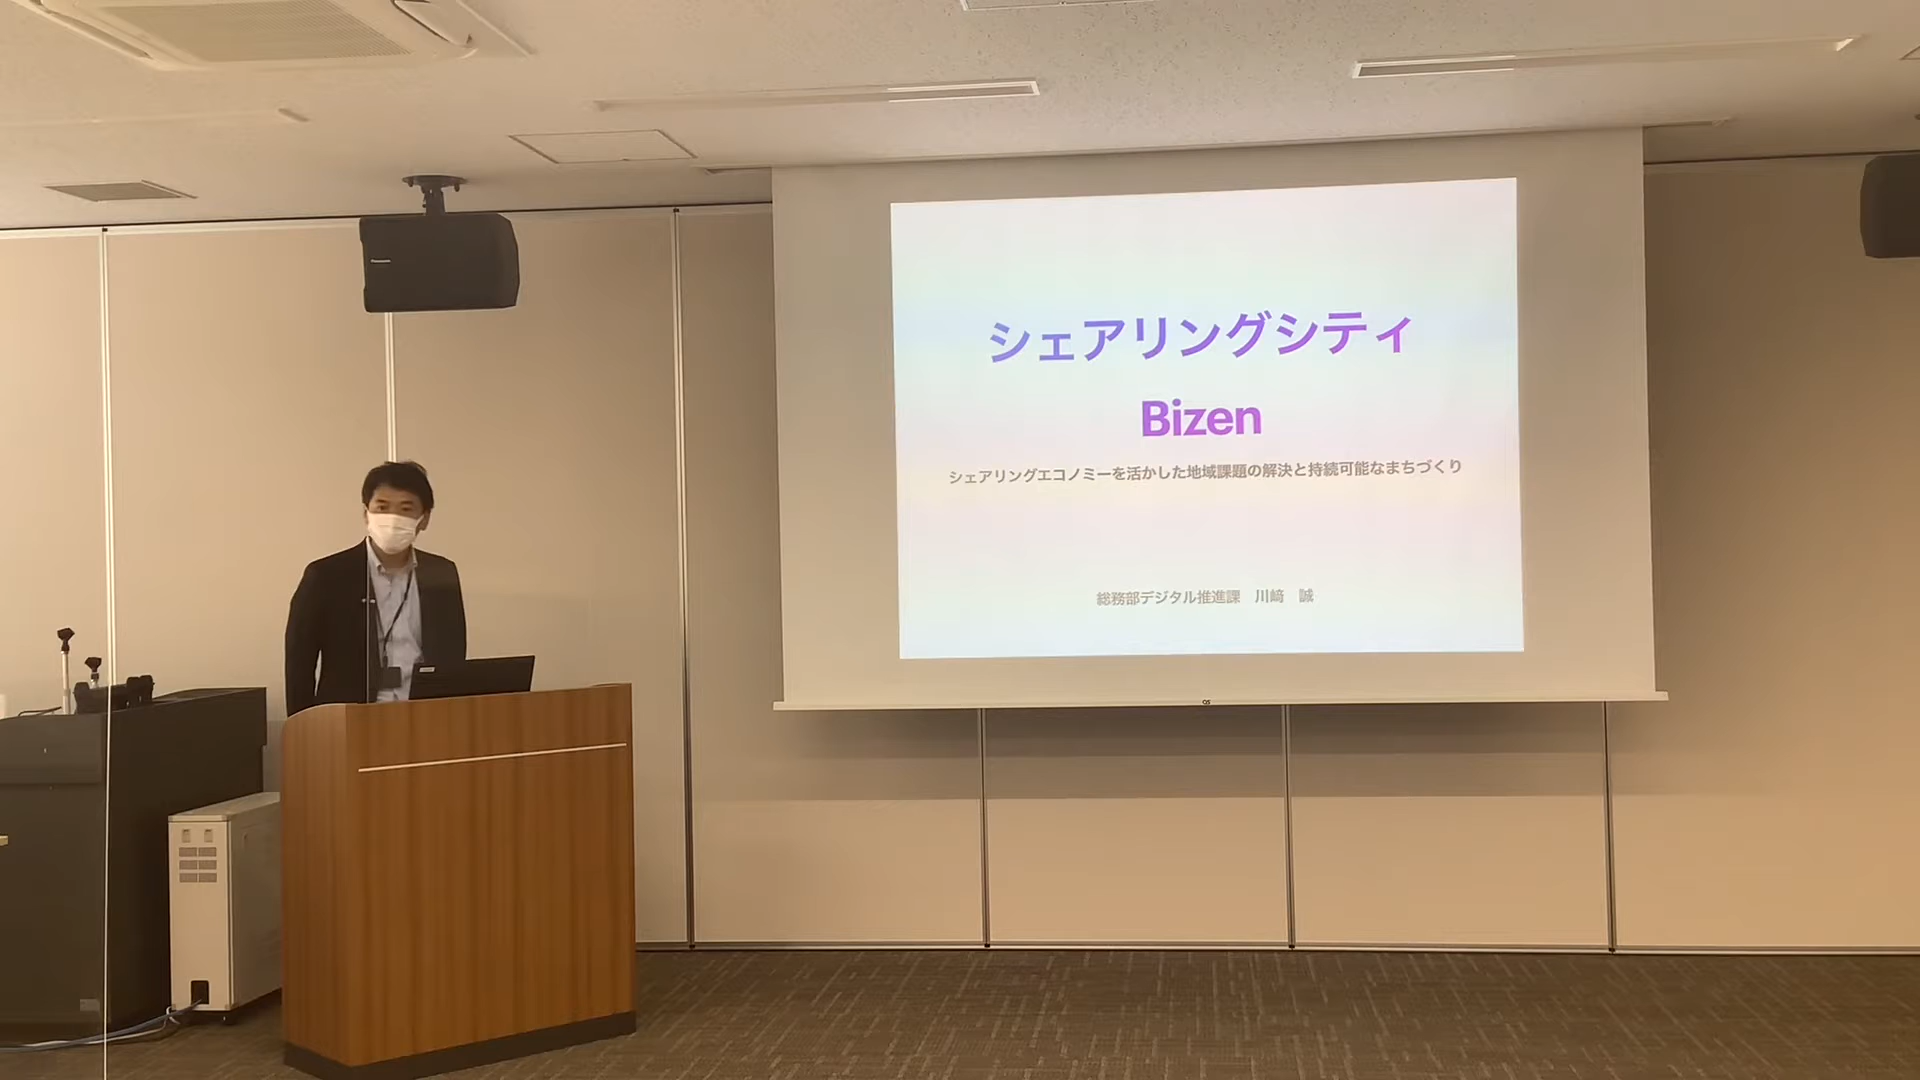 シェアリングシティ
Bizen
シェアリングエコノミーを活かした地域課題の解決と持続可能なまちづくり
総務部デジタル推進課　川﨑　誠
Panasonic
OS